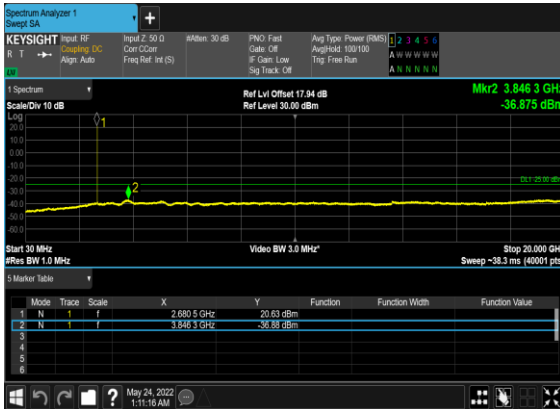 Spectrum Analyzer 1
Swept SA
+
KEYSIGHT Input: RF Input Z: 50 Ω #Atten: 30 dB PNO: Fast Avg Type: Power (RMS) 1 2 3 4 5 6
R T Coupling: DC Corr CCorr Gate: Off Avg|Hold: 100/100 A W W W W W
Align: Auto Freq Ref: Int (S) IF Gain: Low Trig: Free Run
Sig Track: Off A N N N N N
1 Spectrum
Ref Lvl Offset 17.94 dB Mkr2 3.846 3 GHz
Scale/Div 10 dB Ref Level 30.00 dBm -36.875 dBm
Log
20.0
10.0
0.00
-10.0
-20.0
-30.0
-40.0
-50.0
-60.0
1
2
DL1 -25.00 dBm
Start 30 MHz Video BW 3.0 MHz* Stop 20.000 GHz
#Res BW 1.0 MHz Sweep ~38.3 ms (40001 pts)
5 Marker Table
Mode Trace Scale X Y Function Function Width Function Value
1 N 1 f 2.680 5 GHz 20.63 dBm
2 N 1 f 3.846 3 GHz -36.88 dBm
3
4
5
6
?
May 24, 2022
1:11:16 AM